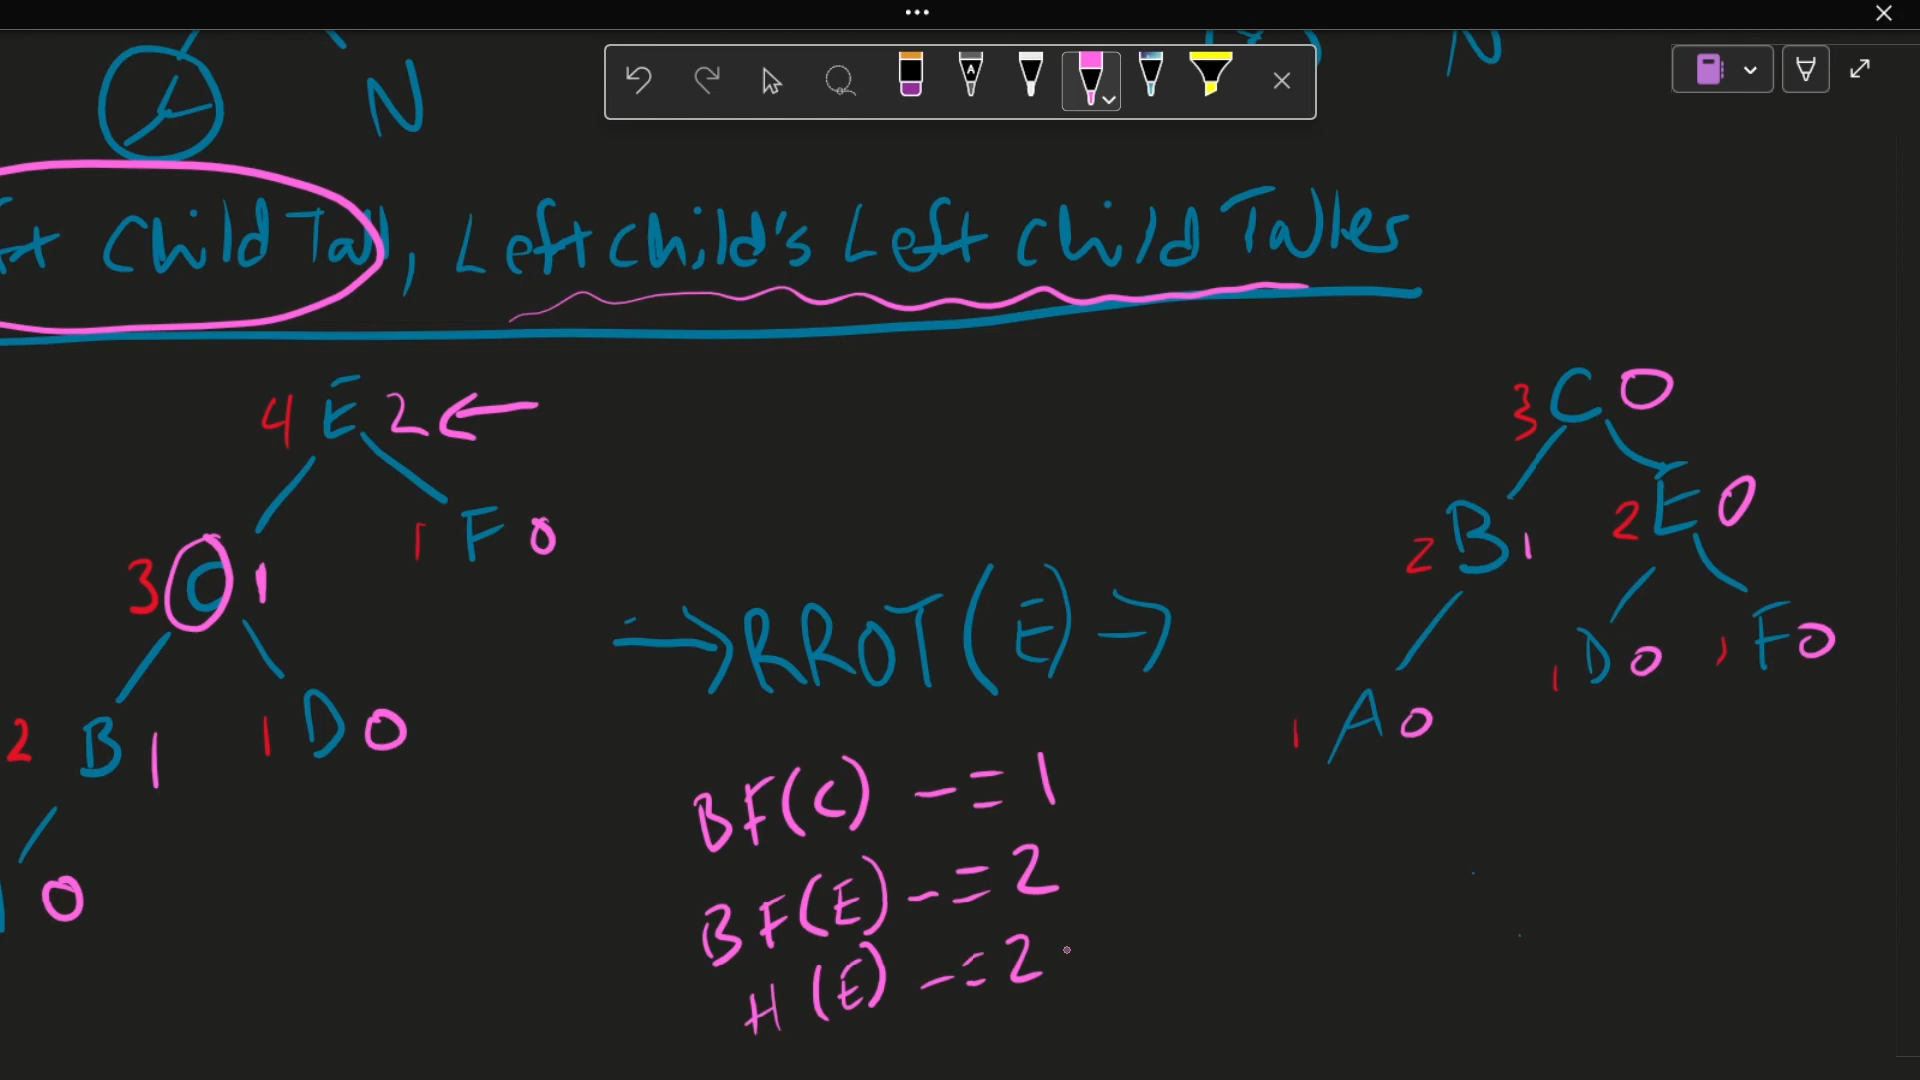 N
N
ft Child Tall, Left Child's Left Child Taller
4 E 2 ←
3 C 0
1 F 0
2 E 0
3 C 1
2 B 1
→ RROT(E) →
1 D 0
1 F 0
2 B 1
1 D 0
1 A 0
BF(C) -= 1
0
BF(E) -= 2
H(E) -= 2